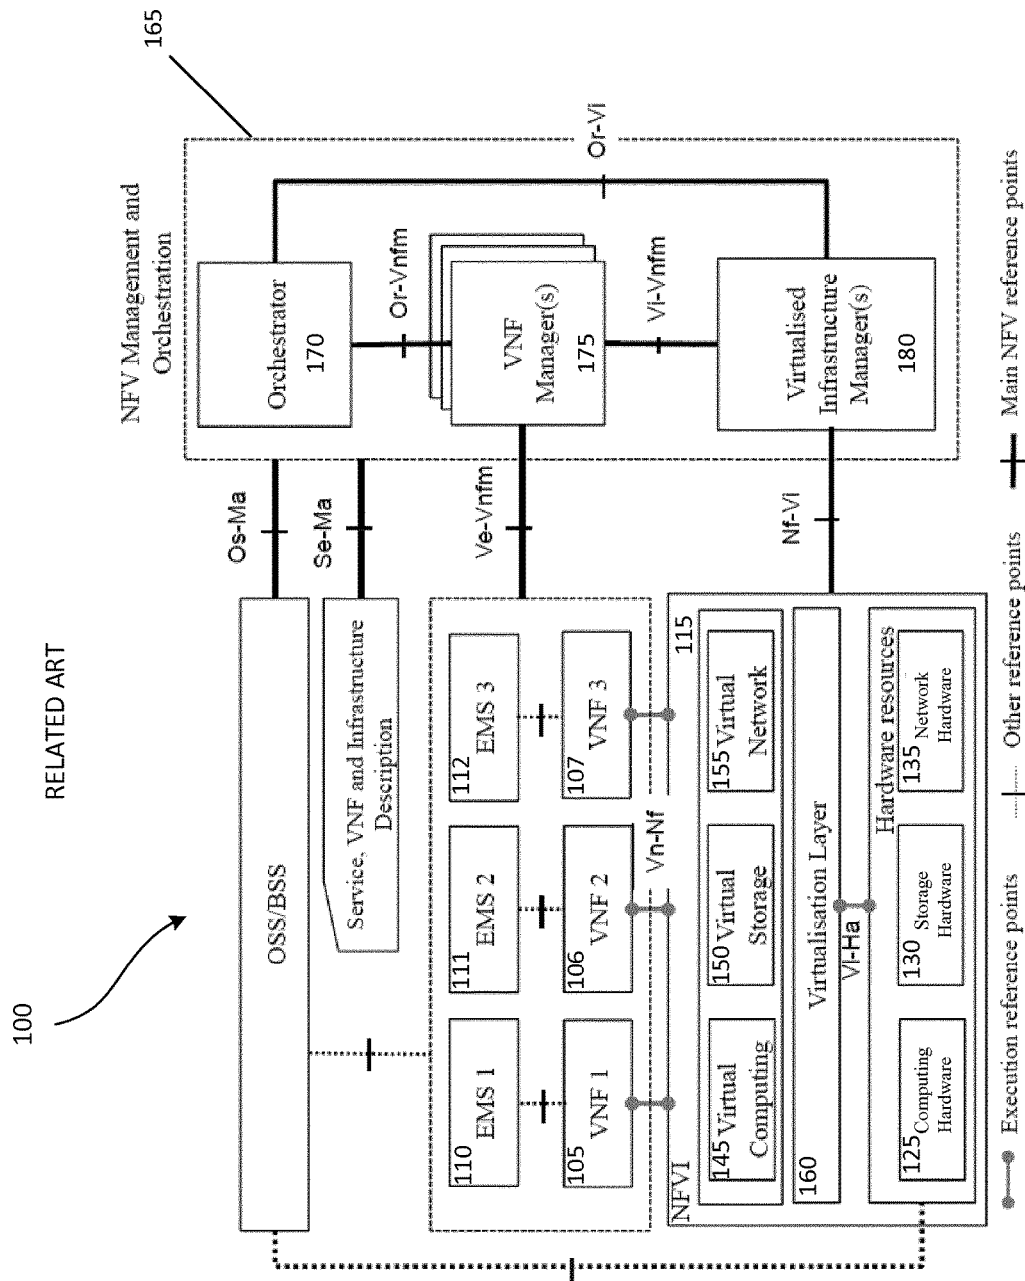 RELATED ART
100
165
NFV Management and
Orchestration
OSS/BSS
Os-Ma
Orchestrator
170
Service, VNF and Infrastructure
Description
Se-Ma
Or-Vnfm
Or-Vi
110
EMS 1
111
EMS 2
112
EMS 3
Ve-Vnfm
VNF
Manager(s)
175
105
VNF 1
106
VNF 2
107
VNF 3
Vn-Nf
Vi-Vnfm
NFVI
115
145 Virtual
Computing
150 Virtual
Storage
155 Virtual
Network
Nf-Vi
Virtualised
Infrastructure
Manager(s)
180
160
Virtualisation Layer
Vl-Ha
Hardware resources
125
Computing
Hardware
130
Storage
Hardware
135
Network
Hardware
Execution reference points
Other reference points
Main NFV reference points